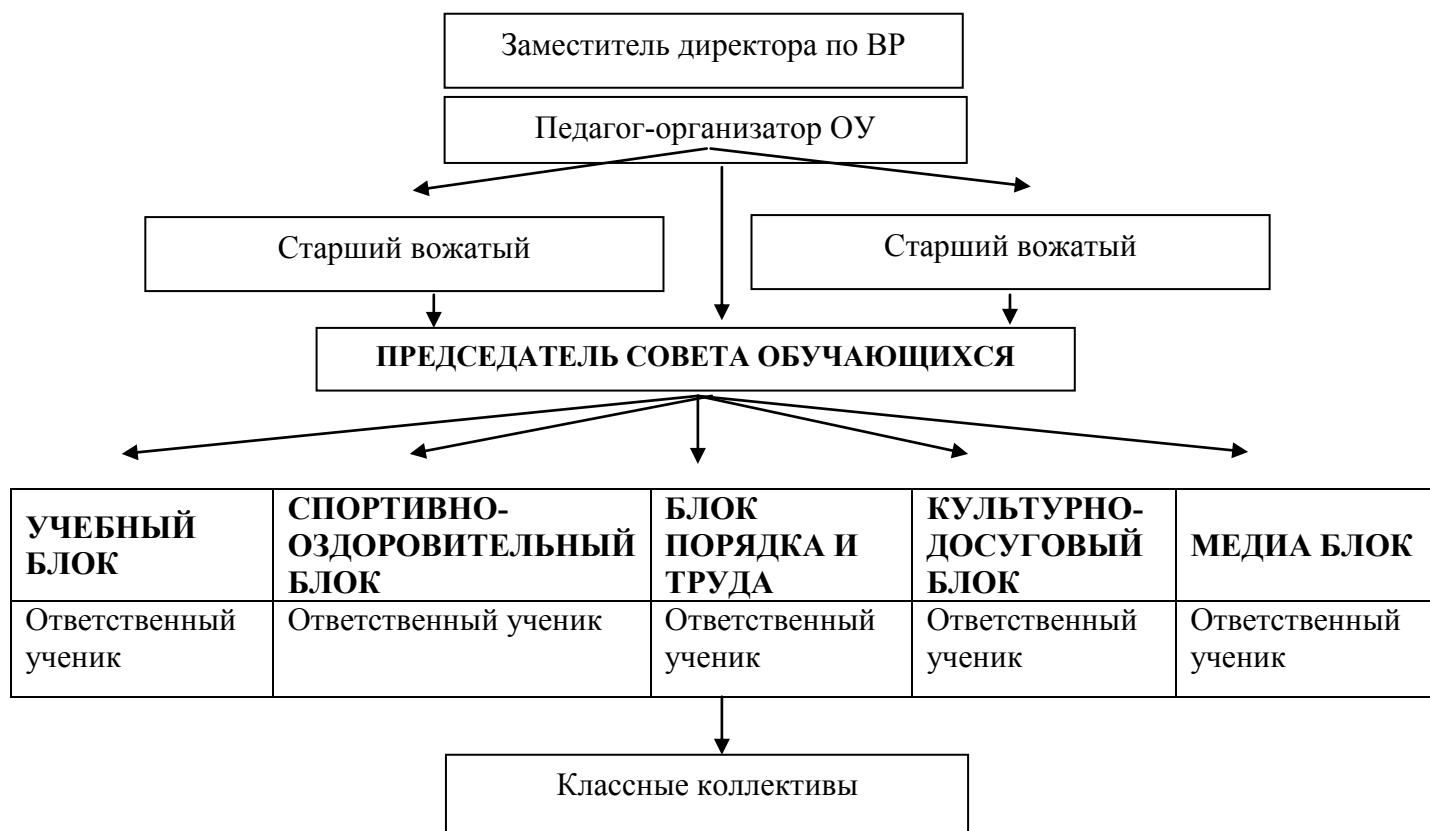 Заместитель директора по ВР
Педагог-организатор ОУ
Старший вожатый
Старший вожатый
ПРЕДСЕДАТЕЛЬ СОВЕТА ОБУЧАЮЩИХСЯ
УЧЕБНЫЙ
БЛОК
СПОРТИВНО-
ОЗДОРОВИТЕЛЬНЫЙ
БЛОК
БЛОК
ПОРЯДКА И
ТРУДА
КУЛЬТУРНО-
ДОСУГОВЫЙ
БЛОК
МЕДИА БЛОК
Ответственный
ученик
Ответственный ученик
Ответственный
ученик
Ответственный
ученик
Ответственный
ученик
Классные коллективы